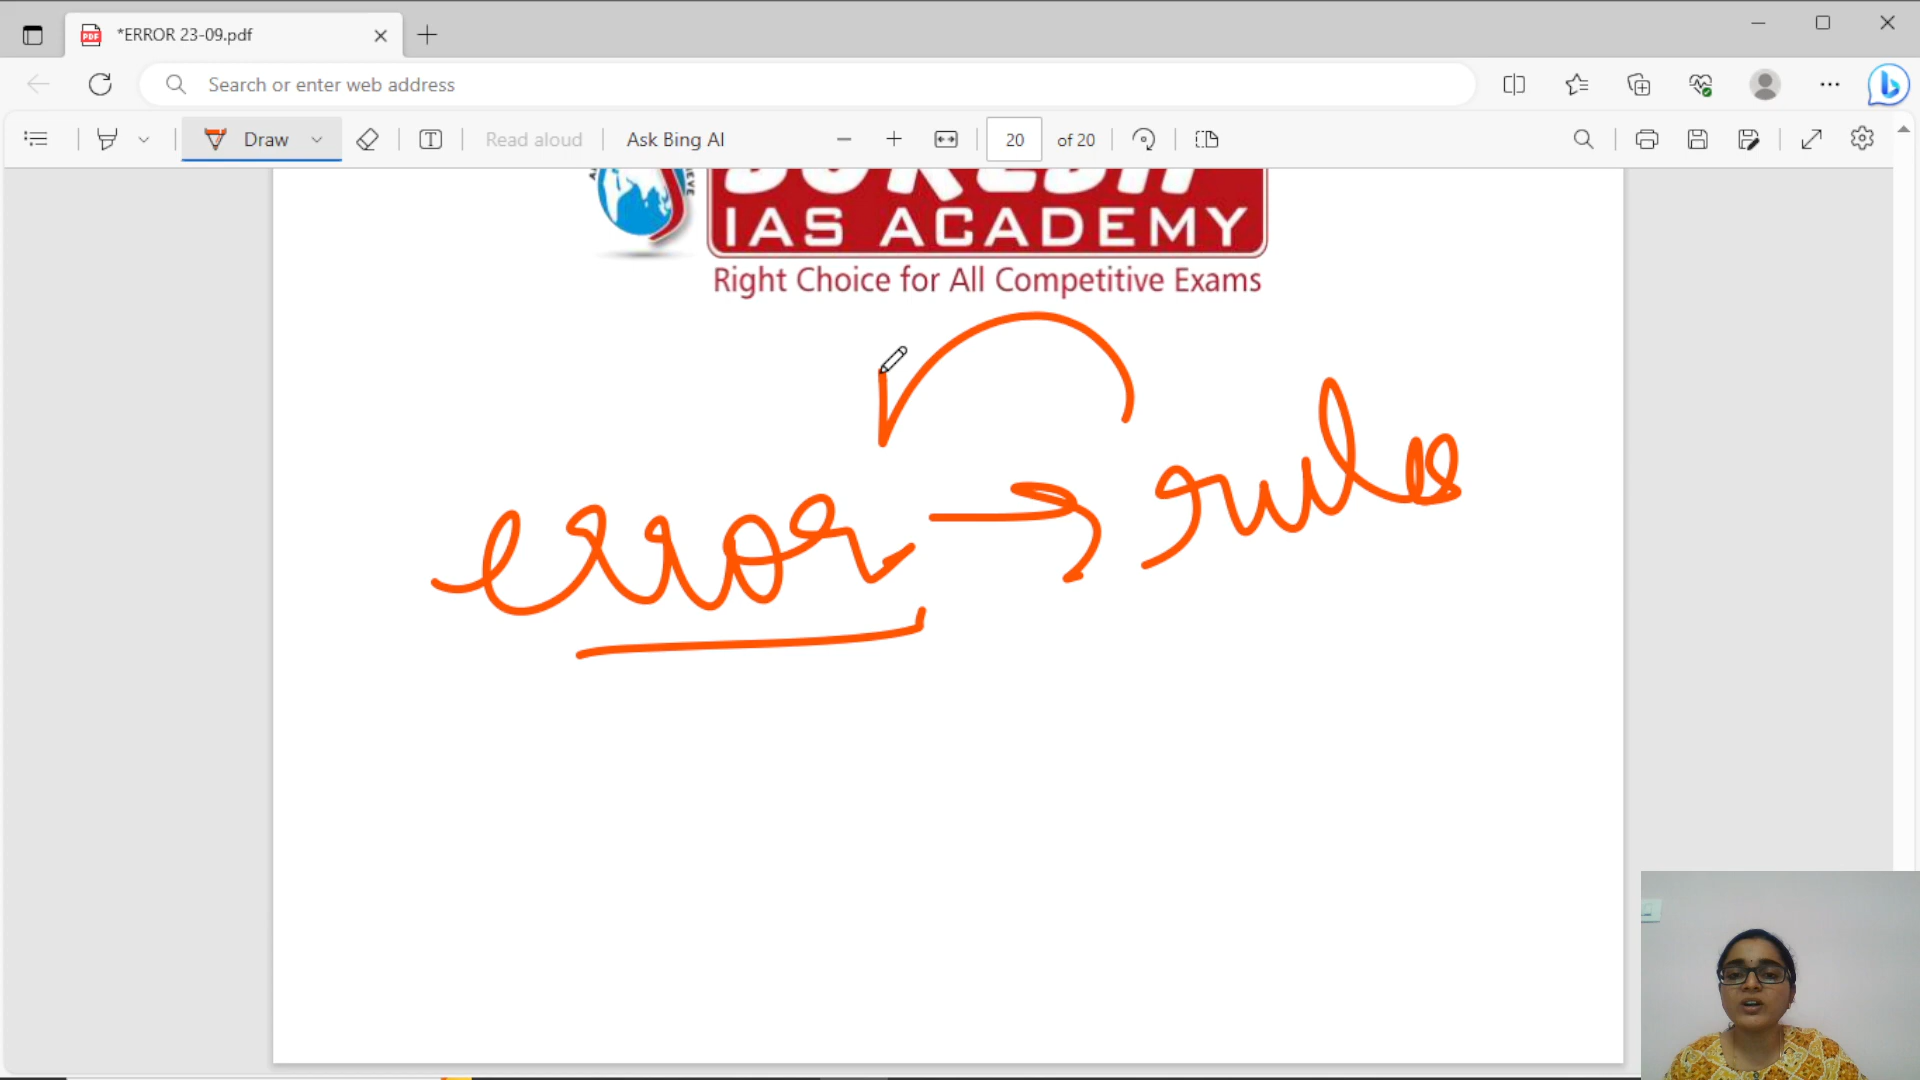 *ERROR 23-09.pdf
Search or enter web address
Draw
Read aloud
Ask Bing AI
20 of 20
IAS ACADEMY
Right Choice for All Competitive Exams
error → rules